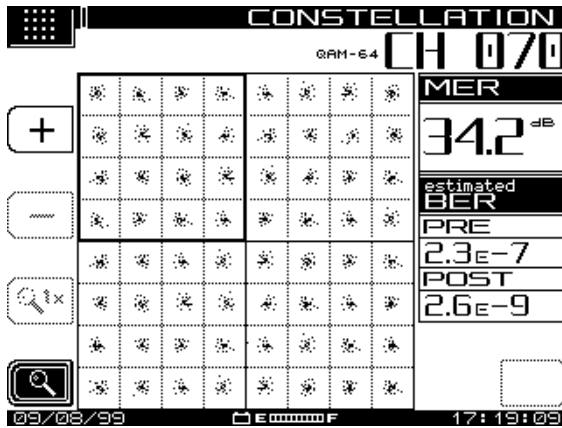 CONSTELLATION
QAM-64 CH 070
MER
34.2 dB
estimated
BER
PRE
2.3E-7
POST
2.6E-9
+
1x
09/08/99 E F 17:19:09